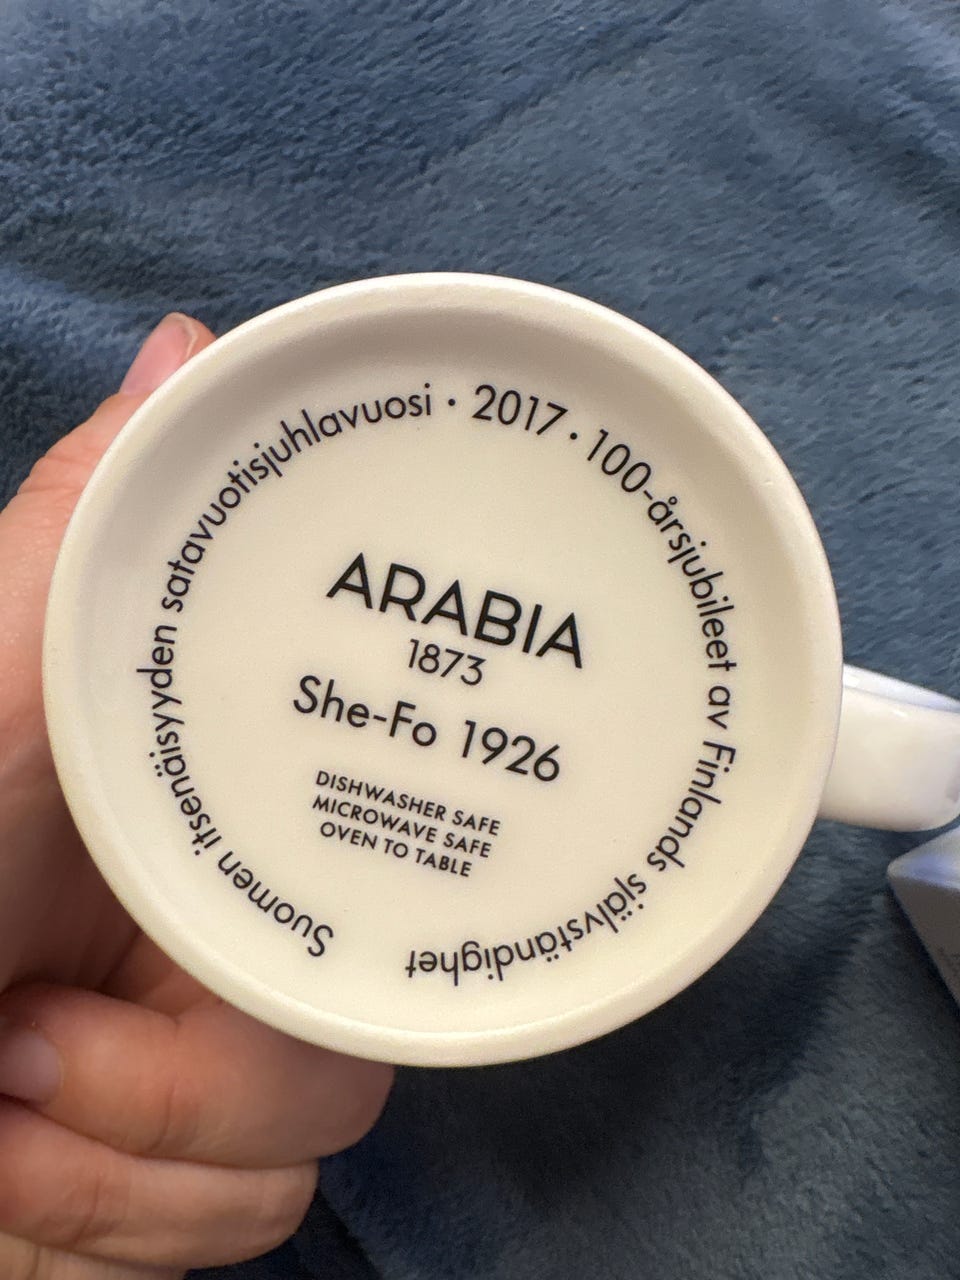 Suomen itsenäisyyden satavuotisjuhlavuosi · 2017 · 100-årsjubileet av Finlands självständighet
ARABIA
1873
She-Fo 1926
DISHWASHER SAFE
MICROWAVE SAFE
OVEN TO TABLE